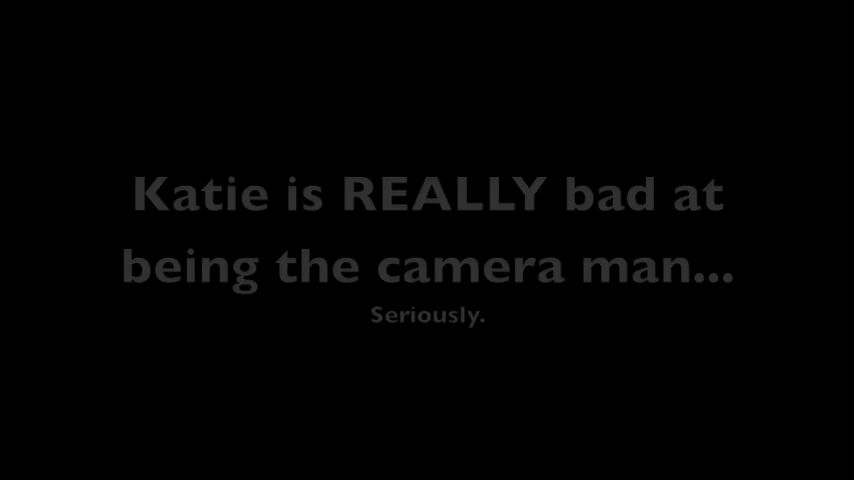 Katie is REALLY bad at
being the camera man...
Seriously.